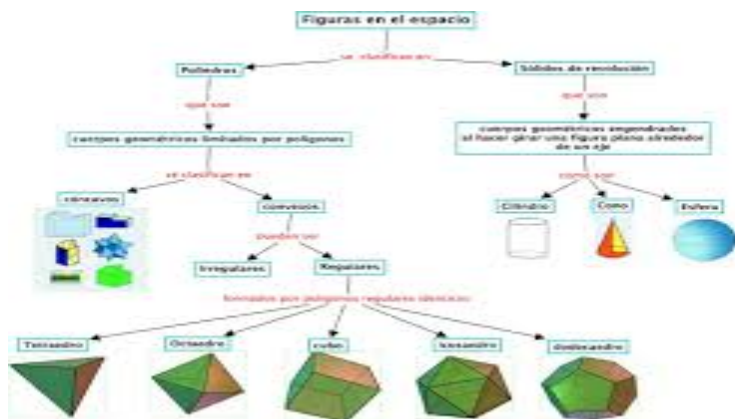 Figuras en el espacio
se clasifican en
Poliedros
Sólidos de revolución
que son
que son
cuerpos geométricos limitados por polígonos
cuerpos geométricos engendrados
al hacer girar una figura plana alrededor
de un eje
se clasifican en
como son
cóncavos
convexos
Cilindro
Cono
Esfera
pueden ser
Irregulares
Regulares
formados por polígonos regulares idénticos
Tetraedro
Octaedro
cubo
Icosaedro
dodecaedro